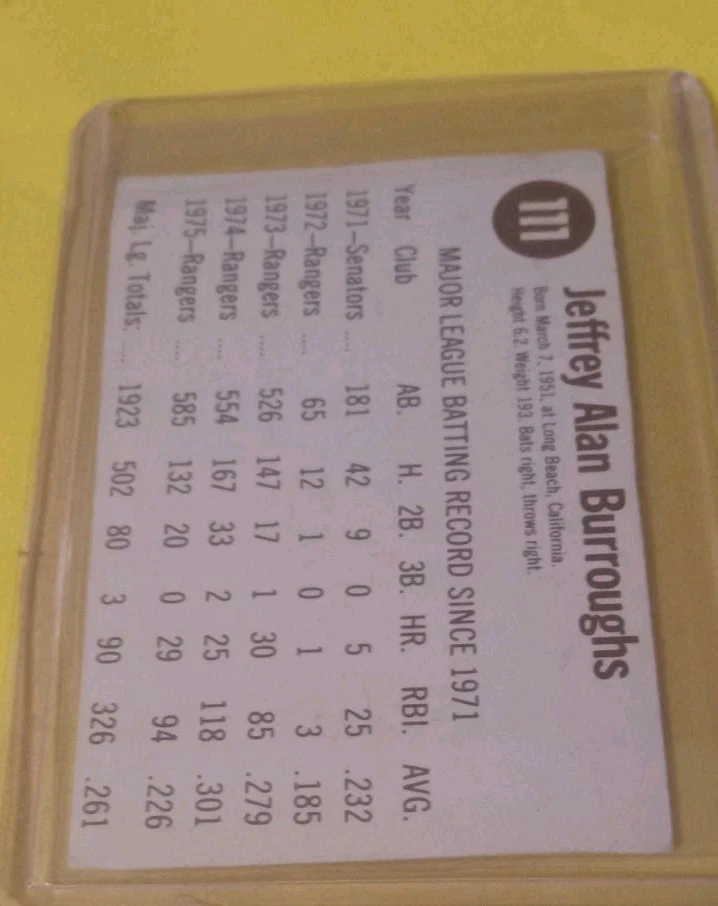 111
Jeffrey Alan Burroughs
Born March 7, 1951, at Long Beach, California.
Height 6.2. Weight 193. Bats right, throws right.
MAJOR LEAGUE BATTING RECORD SINCE 1971
Year Club AB. H. 2B. 3B. HR. RBI. AVG.
1971—Senators .... 181 42 9 0 5 25 .232
1972—Rangers .... 65 12 1 0 1 3 .185
1973—Rangers .... 526 147 17 1 30 85 .279
1974—Rangers .... 554 167 33 2 25 118 .301
1975—Rangers .... 585 132 20 0 29 94 .226
Maj. Lg. Totals: .... 1923 502 80 3 90 326 .261